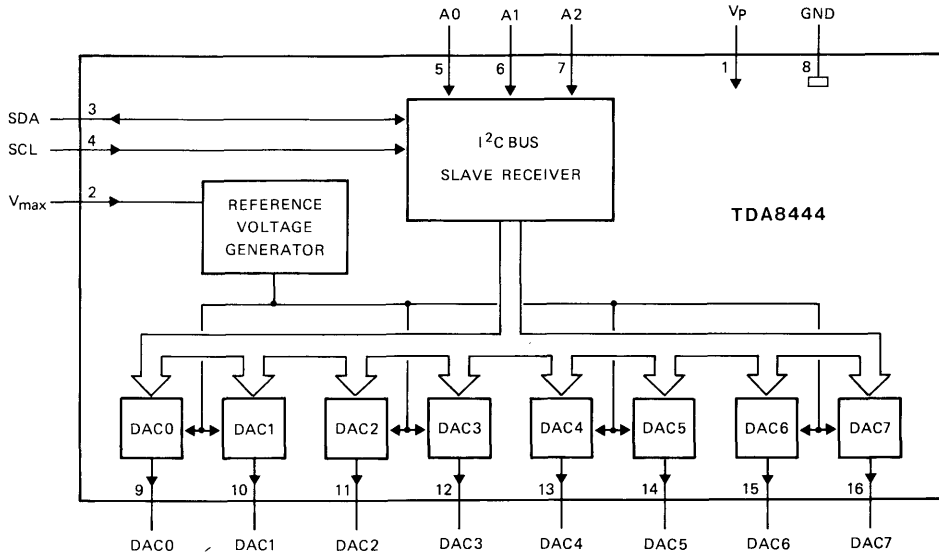 A0 A1 A2 VP GND
5 6 7 1 8
SDA 3
SCL 4
Vmax 2
I²C BUS
SLAVE RECEIVER
REFERENCE
VOLTAGE
GENERATOR
TDA8444
DAC0 DAC1 DAC2 DAC3 DAC4 DAC5 DAC6 DAC7
9 10 11 12 13 14 15 16
DAC0 DAC1 DAC2 DAC3 DAC4 DAC5 DAC6 DAC7